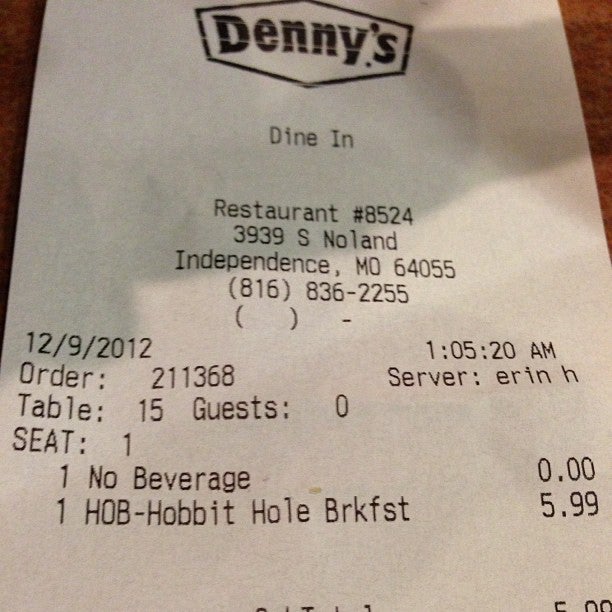 Denny's
Dine In
Restaurant #8524
3939 S Noland
Independence, MO 64055
(816) 836-2255
( ) -
12/9/2012 1:05:20 AM
Order: 211368 Server: erin h
Table: 15 Guests: 0
SEAT: 1
1 No Beverage 0.00
1 HOB-Hobbit Hole Brkfst 5.99